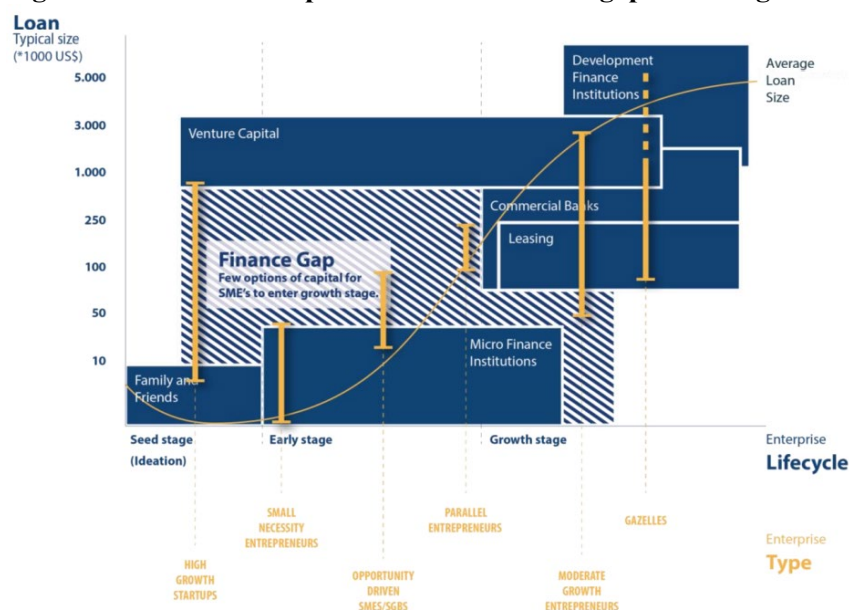 Loan
Typical size
(*1000 US$)
5.000
3.000
1.000
250
100
50
10
Development
Finance
Institutions
Average
Loan
Size
Venture Capital
Commercial Banks
Leasing
Finance Gap
Few options of capital for
SME's to enter growth stage.
Micro Finance
Institutions
Family and
Friends
Seed stage
(Ideation)
Early stage
Growth stage
Enterprise
Lifecycle
SMALL
NECESSITY
ENTREPRENEURS
PARALLEL
ENTREPRENEURS
GAZELLES
Enterprise
Type
HIGH
GROWTH
STARTUPS
OPPORTUNITY
DRIVEN
SMES/SGBS
MODERATE
GROWTH
ENTREPRENEURS